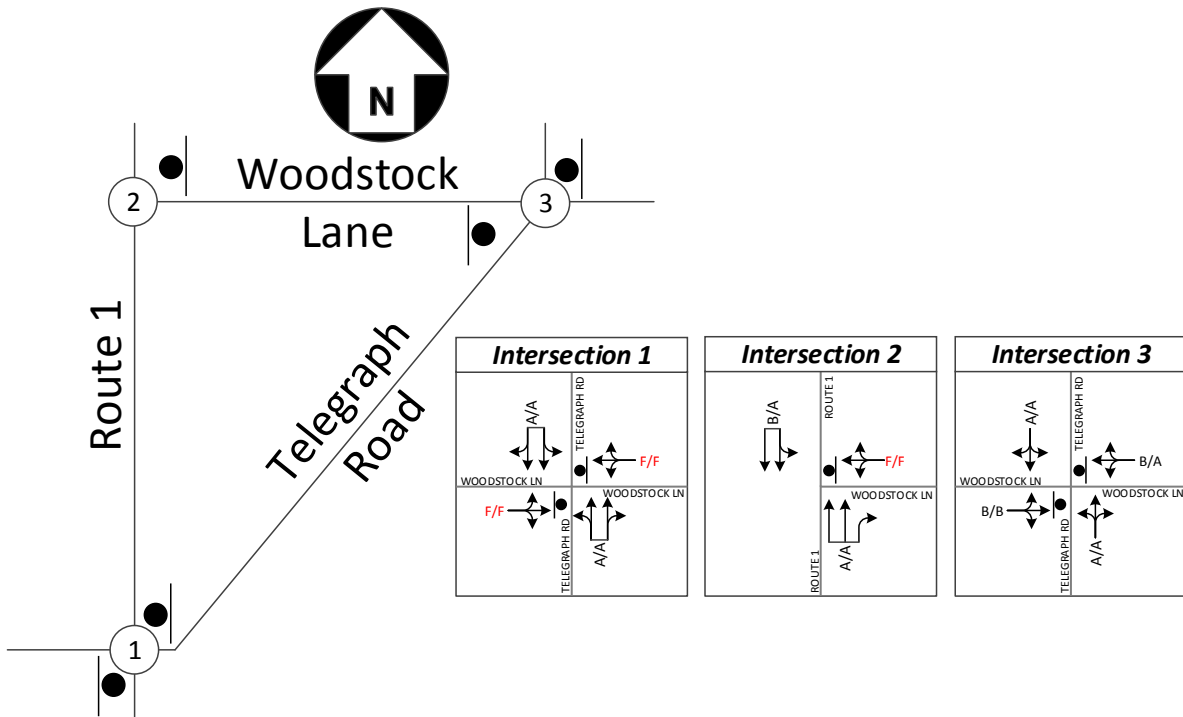 N
Woodstock
Lane
2
3
Route 1
Telegraph
Road
1
Intersection 1
A/A
TELEGRAPH RD
F/F
WOODSTOCK LN
WOODSTOCK LN
F/F
TELEGRAPH RD
A/A
Intersection 2
B/A
ROUTE 1
F/F
WOODSTOCK LN
ROUTE 1
A/A
Intersection 3
A/A
TELEGRAPH RD
B/A
WOODSTOCK LN
WOODSTOCK LN
B/B
TELEGRAPH RD
A/A